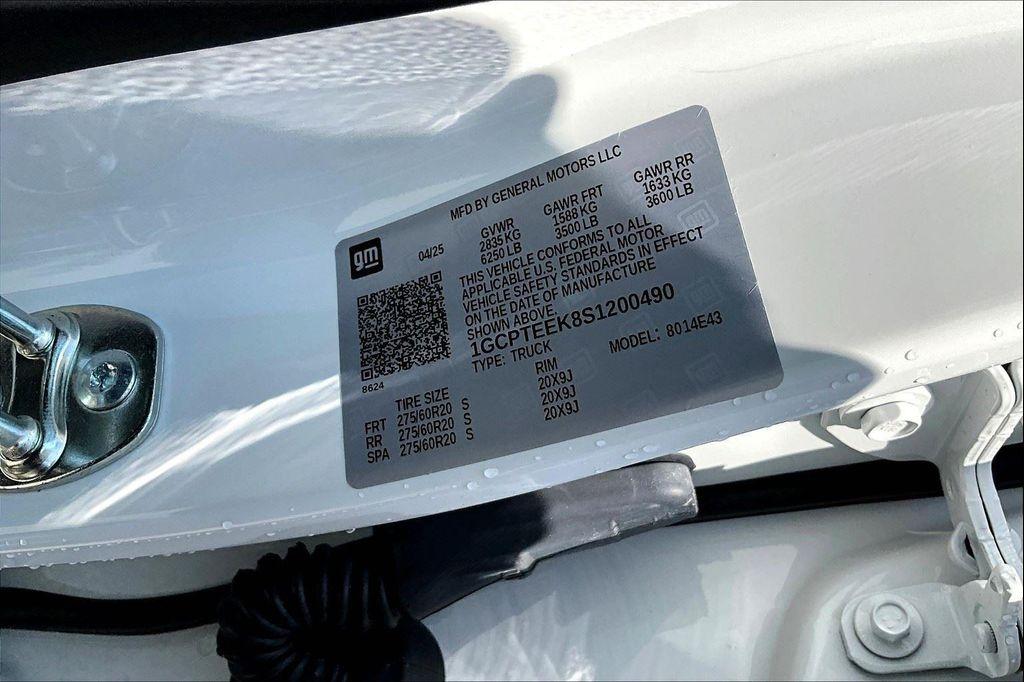 MFD BY GENERAL MOTORS LLC
gm
04/25
GVWR GAWR FRT GAWR RR
2835 KG 1588 KG 1633 KG
6250 LB 3500 LB 3600 LB
THIS VEHICLE CONFORMS TO ALL
APPLICABLE U.S. FEDERAL MOTOR
VEHICLE SAFETY STANDARDS IN EFFECT
ON THE DATE OF MANUFACTURE
SHOWN ABOVE.
1GCPTEEK8S1200490
8624
TYPE: TRUCK MODEL: 8014E43
TIRE SIZE RIM
FRT 275/60R20 S 20X9J
RR 275/60R20 S 20X9J
SPA 275/60R20 S 20X9J